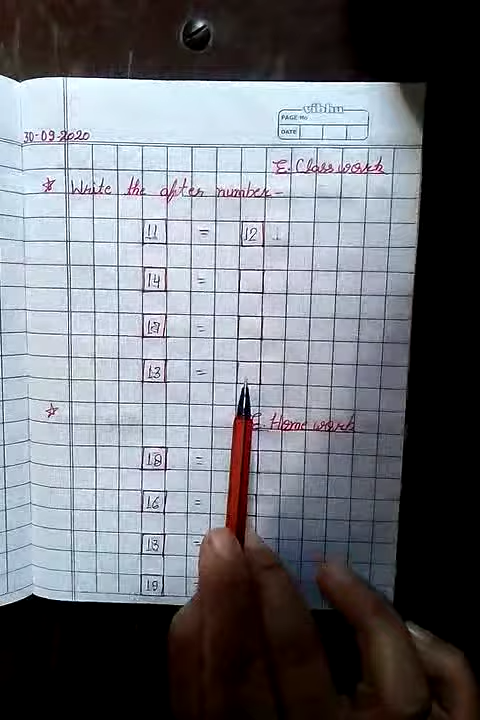 vibhu
PAGE No
DATE
30-09-2020
E. Class work
* Write the after number-
11 = 12
14 =
17 =
13 =
* E. Home work
18 =
16 =
13 =
19 =